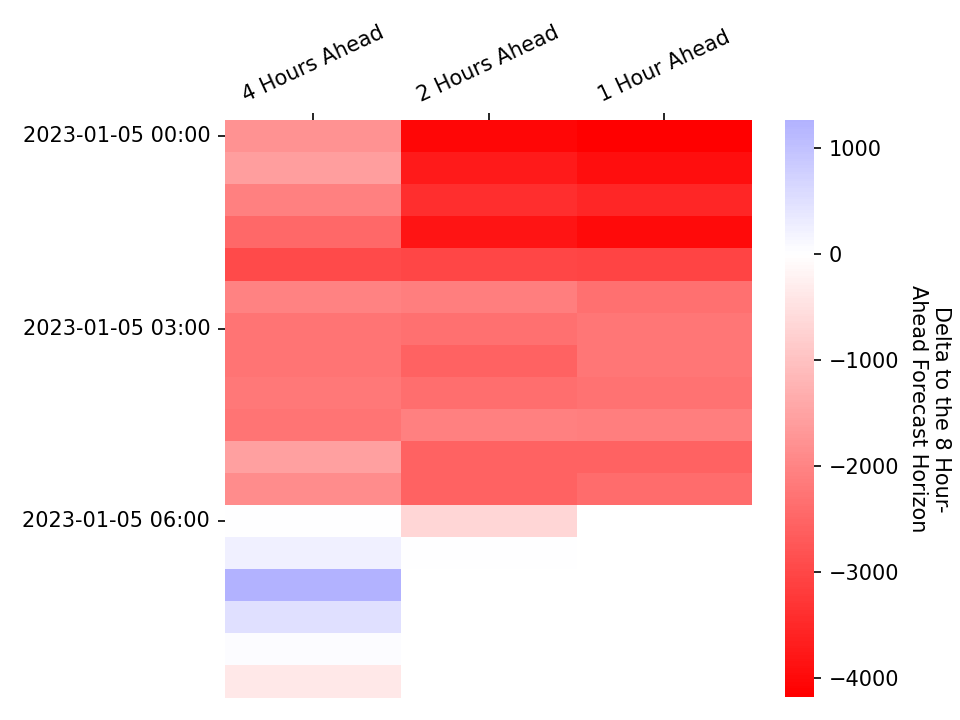 4 Hours Ahead
2 Hours Ahead
1 Hour Ahead
2023-01-05 00:00
2023-01-05 03:00
2023-01-05 06:00
1000
0
−1000
−2000
−3000
−4000
Delta to the 8 Hour-
Ahead Forecast Horizon